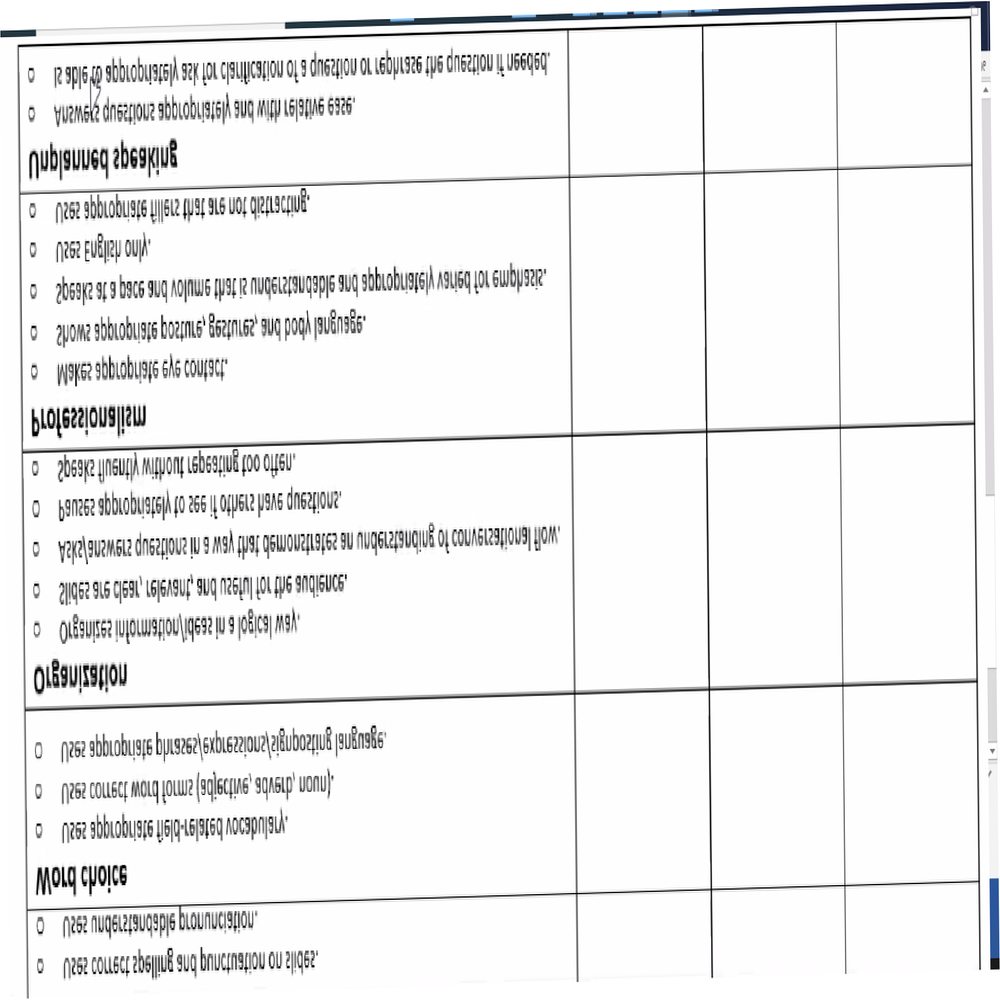 Uses correct spelling and punctuation on slides.
Uses understandable pronunciation.
Word choice
Uses appropriate field-related vocabulary.
Uses correct word forms (adjective, adverb, noun).
Uses appropriate phrases/expressions/signposting language.
Organization
Organizes information/ideas in a logical way.
Slides are clear, relevant, and useful for the audience.
Asks/answers questions in a way that demonstrates an understanding of conversational flow.
Pauses appropriately to see if others have questions.
Speaks fluently without repeating too often.
Professionalism
Makes appropriate eye contact.
Shows appropriate posture, gestures, and body language.
Speaks at a pace and volume that is understandable and appropriately varied for emphasis.
Uses English only.
Uses appropriate fillers that are not distracting.
Unplanned speaking
Answers questions appropriately and with relative ease.
Is able to appropriately ask for clarification of a question or rephrase the question if needed.